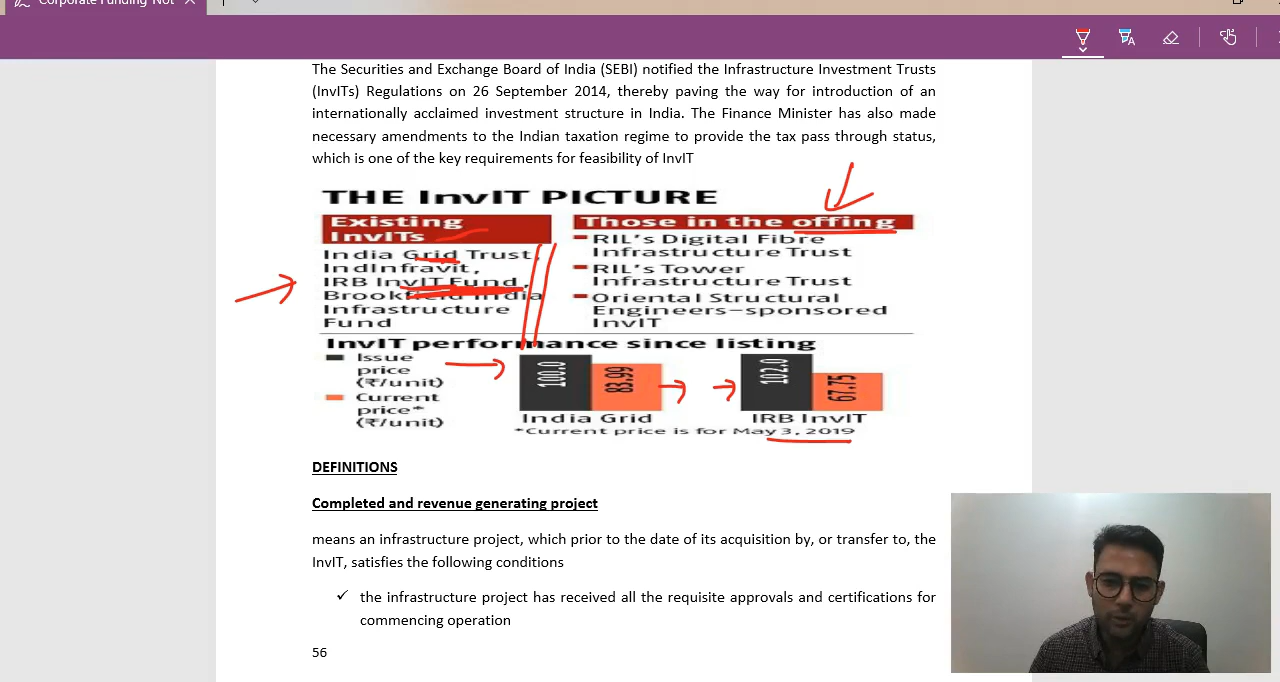 Corporate Funding-Not
The Securities and Exchange Board of India (SEBI) notified the Infrastructure Investment Trusts
(InvITs) Regulations on 26 September 2014, thereby paving the way for introduction of an
internationally acclaimed investment structure in India. The Finance Minister has also made
necessary amendments to the Indian taxation regime to provide the tax pass through status,
which is one of the key requirements for feasibility of InvIT
THE InvIT PICTURE
Existing
InvITs
India Grid Trust,
IndInfravit,
IRB InvIT Fund,
Brookfield India
Infrastructure
Fund
Those in the offing
RIL's Digital Fibre
Infrastructure Trust
RIL's Tower
Infrastructure Trust
Oriental Structural
Engineers-sponsored
InvIT
InvIT performance since listing
Issue
price
(₹/unit)
Current
price*
(₹/unit)
100.0
83.99
India Grid
102.0
67.75
IRB InvIT
*Current price is for May 3, 2019
DEFINITIONS
Completed and revenue generating project
means an infrastructure project, which prior to the date of its acquisition by, or transfer to, the
InvIT, satisfies the following conditions
✓ the infrastructure project has received all the requisite approvals and certifications for
commencing operation
56